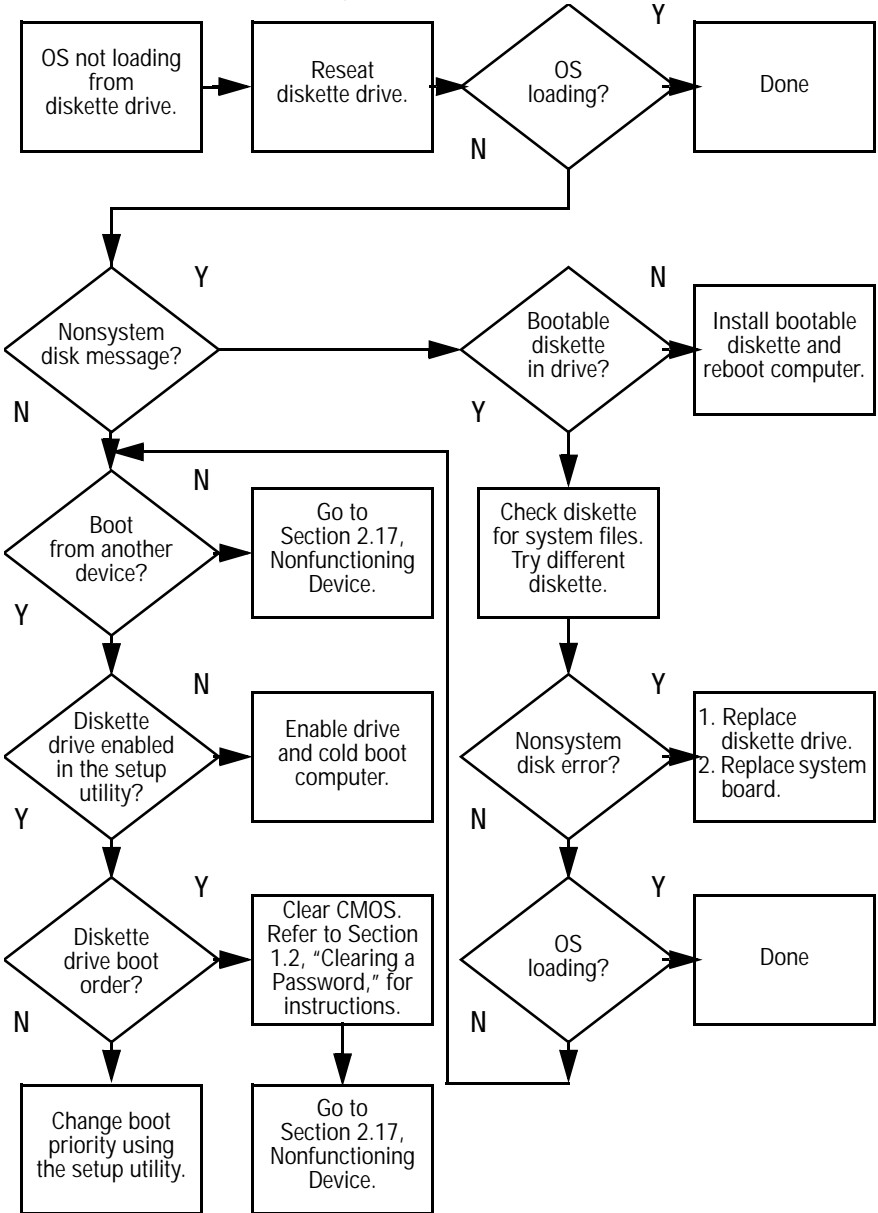 OS not loading
from
diskette drive.
Reseat
diskette drive.
OS
loading?
Y
N
Done
Nonsystem
disk message?
Y
N
Bootable
diskette
in drive?
N
Y
Install bootable
diskette and
reboot computer.
Boot
from another
device?
N
Y
Go to
Section 2.17,
Nonfunctioning
Device.
Check diskette
for system files.
Try different
diskette.
Diskette
drive enabled
in the setup
utility?
N
Y
Enable drive
and cold boot
computer.
Nonsystem
disk error?
Y
N
1. Replace
diskette drive.
2. Replace system
board.
Diskette
drive boot
order?
Y
N
Clear CMOS.
Refer to Section
1.2, “Clearing a
Password,” for
instructions.
OS
loading?
Y
N
Done
Change boot
priority using
the setup utility.
Go to
Section 2.17,
Nonfunctioning
Device.